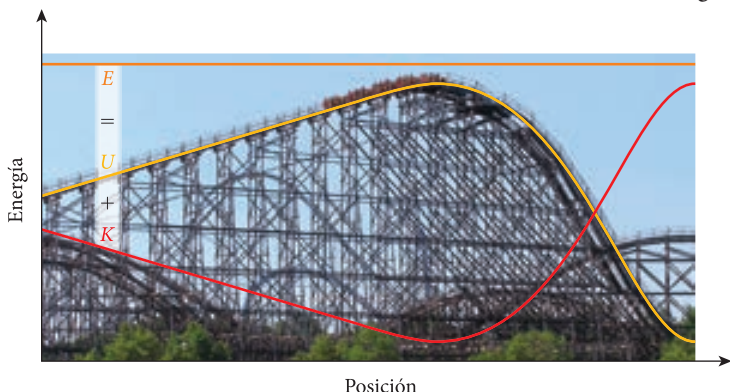 Energía
E
=
U
+
K
Posición